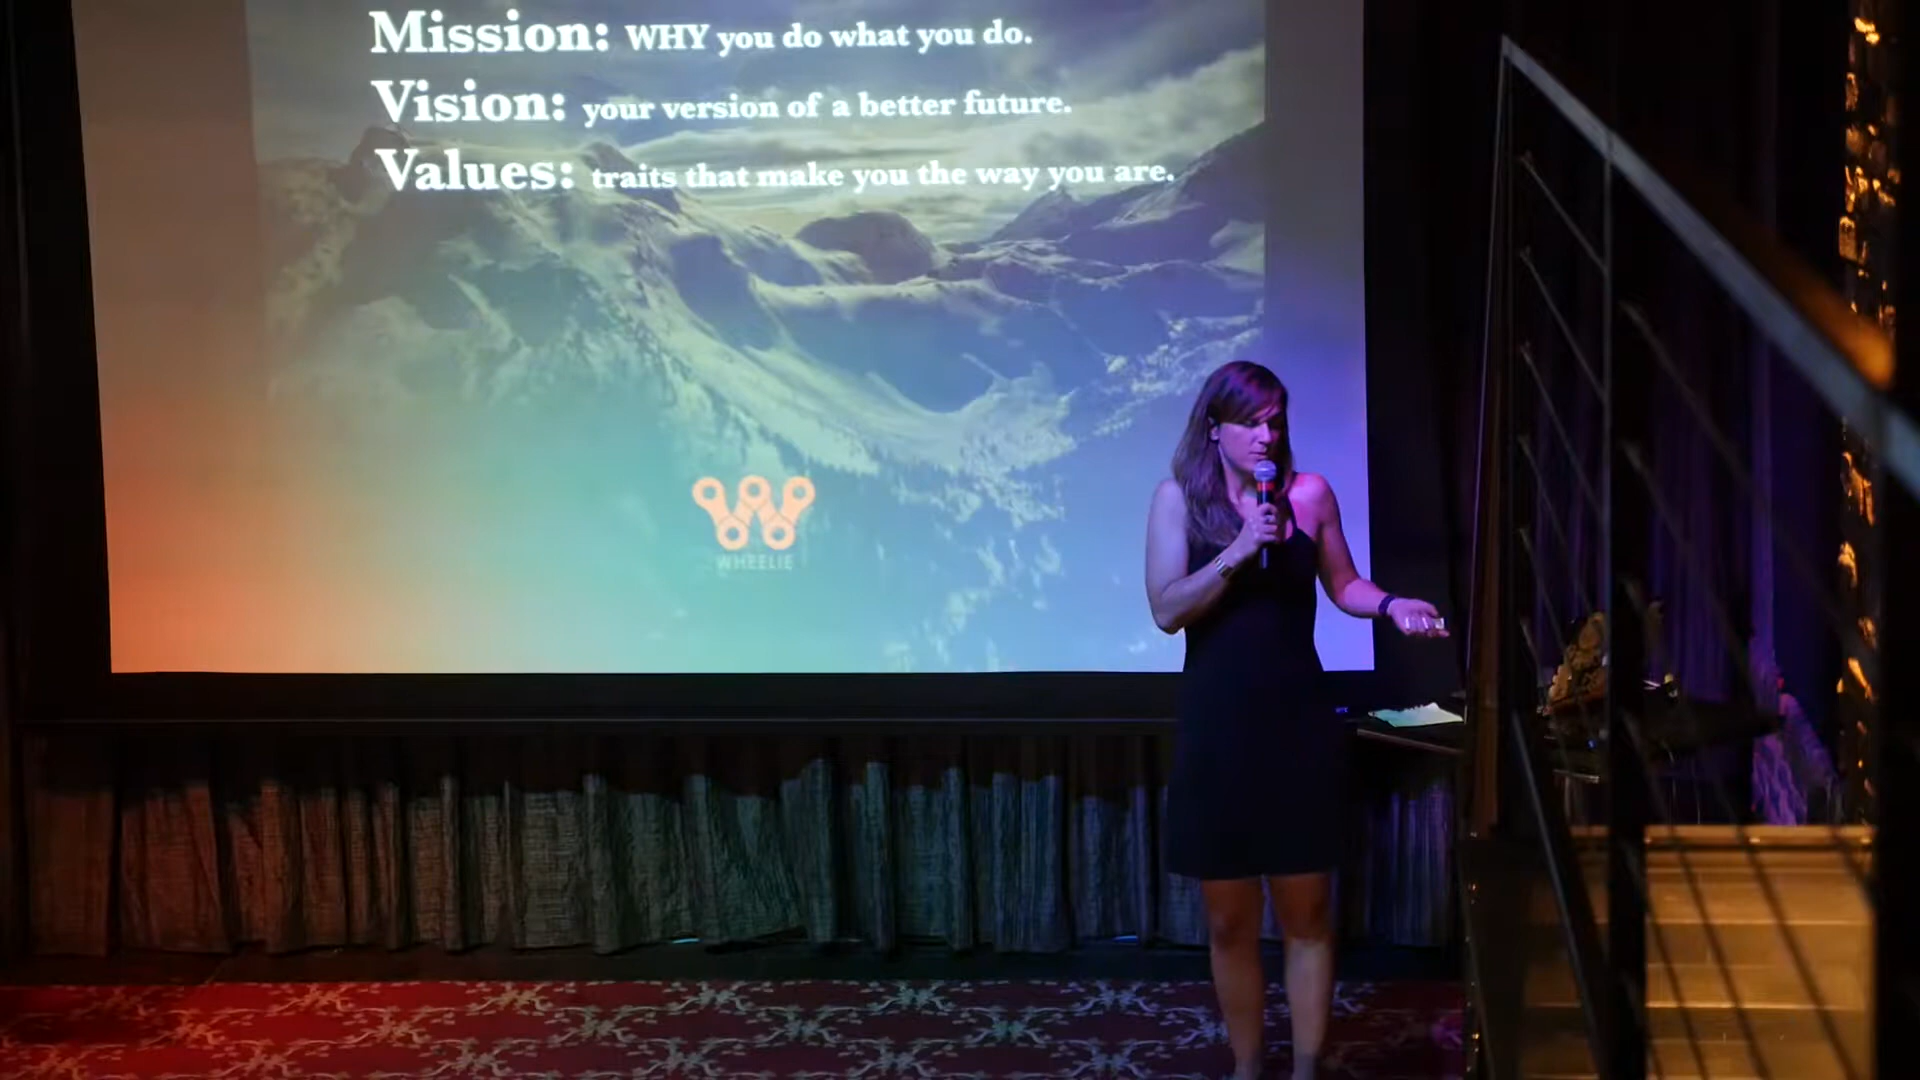 Mission: WHY you do what you do.
Vision: your version of a better future.
Values: traits that make you the way you are.
WHEELIE